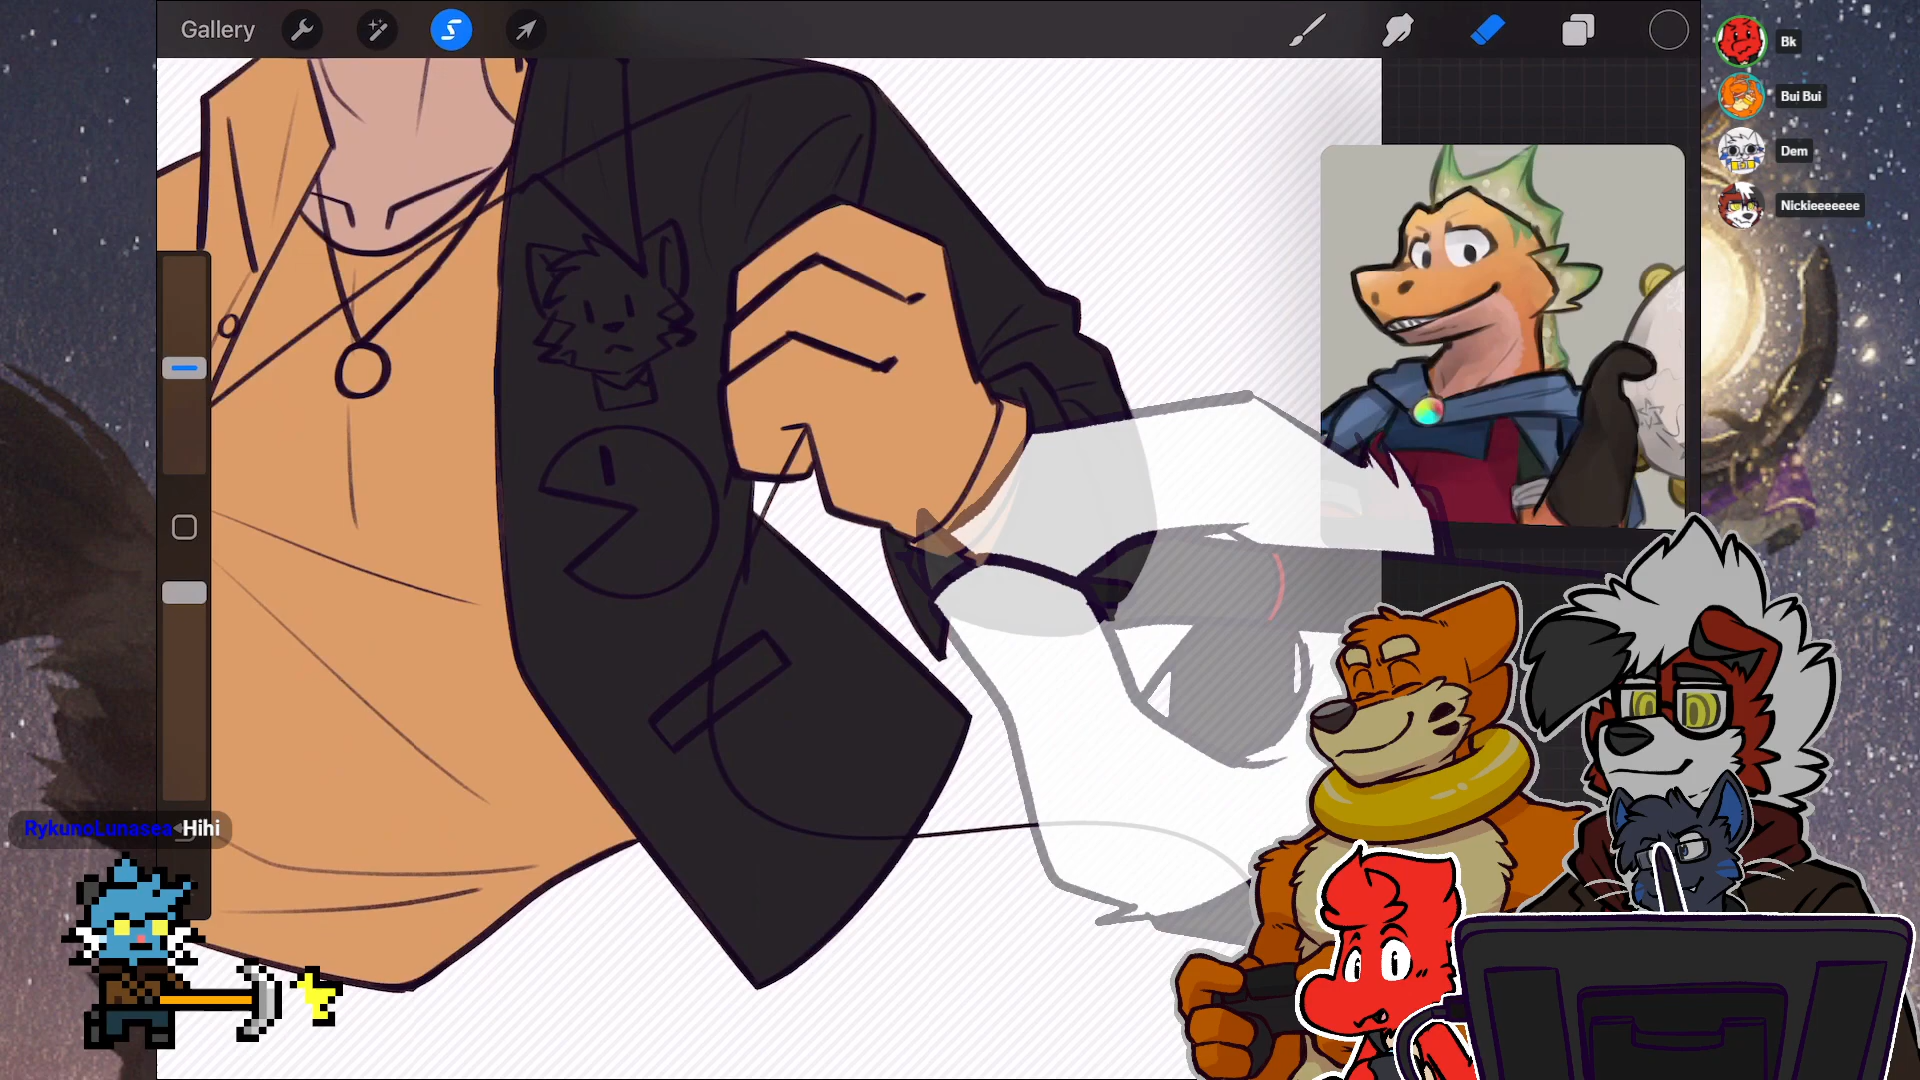 Gallery
Bk
Bui Bui
Dem
Nickieeeeeee
RykunoLunasea Hihi